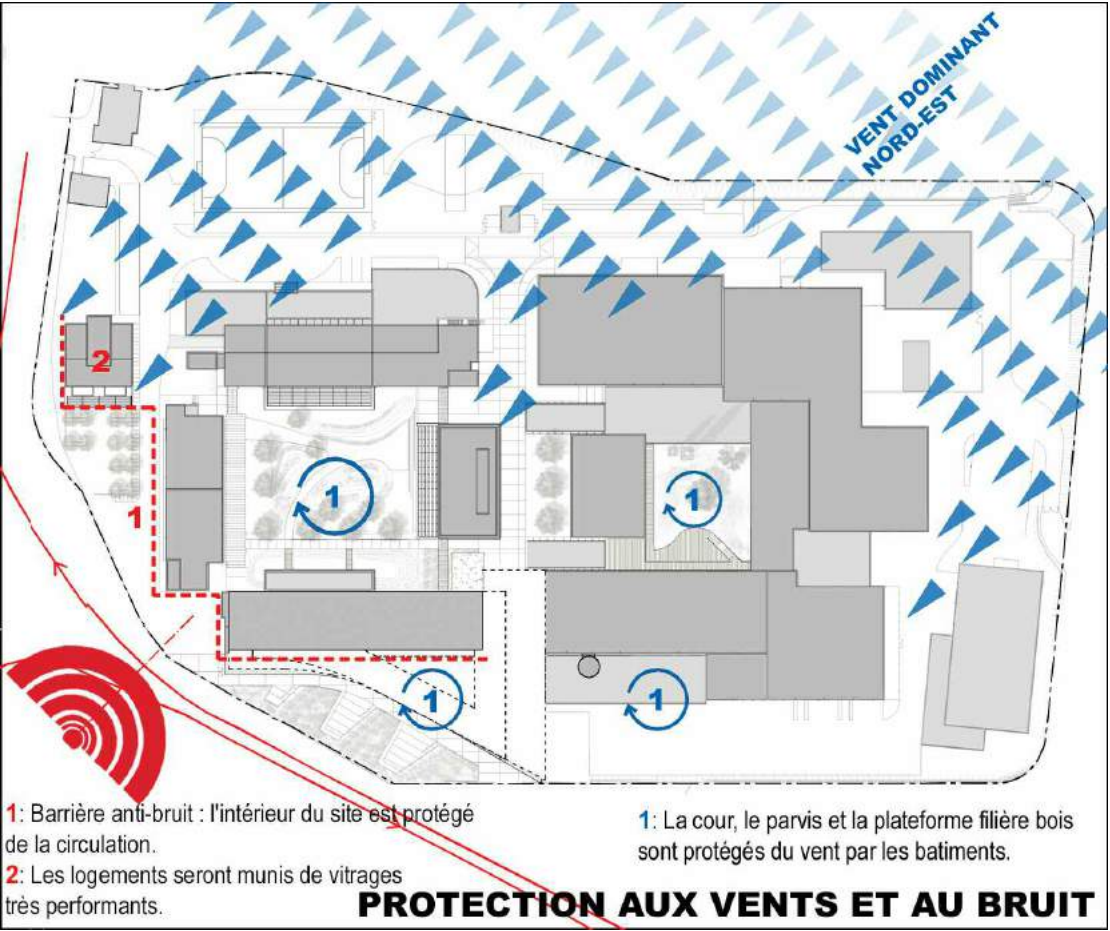 VENT DOMINANT
NORD-EST
2
1
1
1
1
1
1: Barrière anti-bruit : l'intérieur du site est protégé
de la circulation.
2: Les logements seront munis de vitrages
très performants.
1: La cour, le parvis et la plateforme filière bois
sont protégés du vent par les batiments.
PROTECTION AUX VENTS ET AU BRUIT